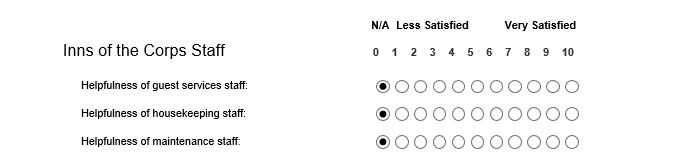 N/A Less Satisfied Very Satisfied
Inns of the Corps Staff 0 1 2 3 4 5 6 7 8 9 10
Helpfulness of guest services staff:
Helpfulness of housekeeping staff:
Helpfulness of maintenance staff: